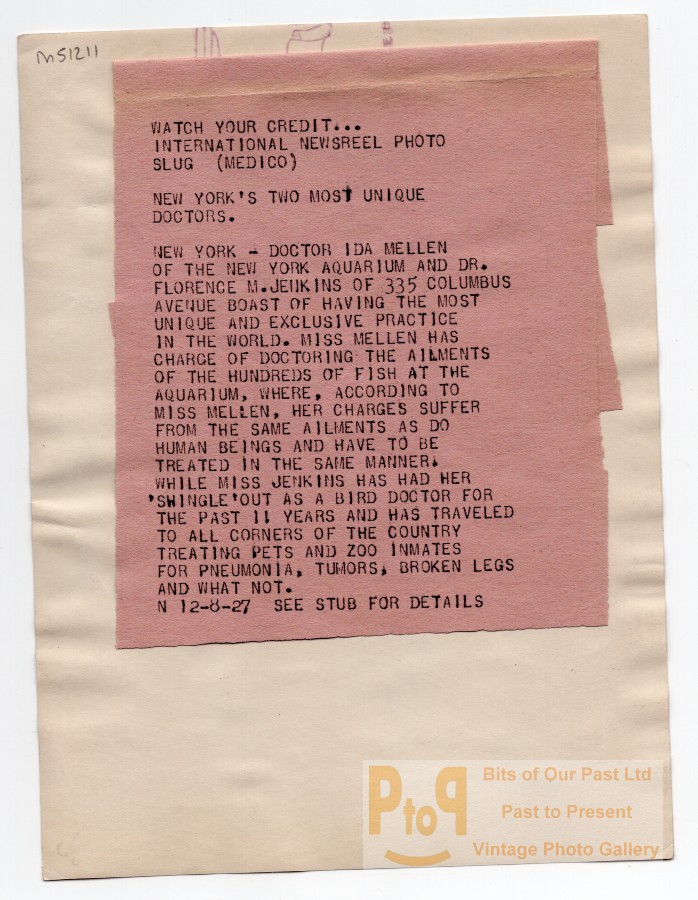 M51211
WATCH YOUR CREDIT...
INTERNATIONAL NEWSREEL PHOTO
SLUG (MEDICO)
NEW YORK'S TWO MOST UNIQUE
DOCTORS.
NEW YORK - DOCTOR IDA MELLEN
OF THE NEW YORK AQUARIUM AND DR.
FLORENCE M.JENKINS OF 335 COLUMBUS
AVENUE BOAST OF HAVING THE MOST
UNIQUE AND EXCLUSIVE PRACTICE
IN THE WORLD. MISS MELLEN HAS
CHARGE OF DOCTORING THE AILMENTS
OF THE HUNDREDS OF FISH AT THE
AQUARIUM, WHERE, ACCORDING TO
MISS MELLEN, HER CHARGES SUFFER
FROM THE SAME AILMENTS AS DO
HUMAN BEINGS AND HAVE TO BE
TREATED IN THE SAME MANNER.
WHILE MISS JENKINS HAS HAD HER
'SHINGLE'OUT AS A BIRD DOCTOR FOR
THE PAST 11 YEARS AND HAS TRAVELED
TO ALL CORNERS OF THE COUNTRY
TREATING PETS AND ZOO INMATES
FOR PNEUMONIA, TUMORS, BROKEN LEGS
AND WHAT NOT.
N 12-8-27 SEE STUB FOR DETAILS
PtoP
Bits of Our Past Ltd
Past to Present
Vintage Photo Gallery